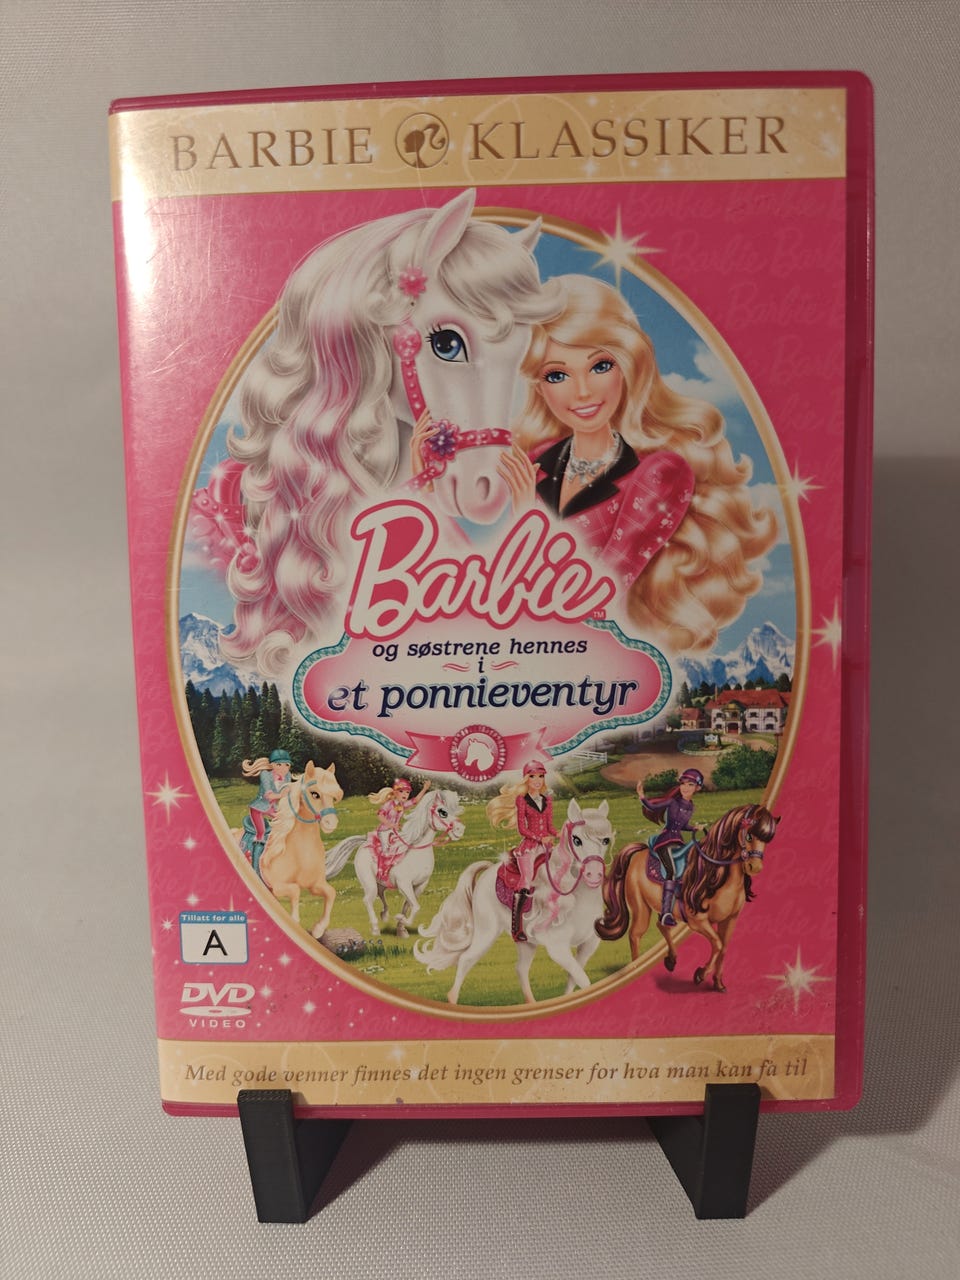 BARBIE KLASSIKER
Barbie™
og søstrene hennes
i
et ponnieventyr
Tillatt for alle
A
DVD
VIDEO
Med gode venner finnes det ingen grenser for hva man kan få til